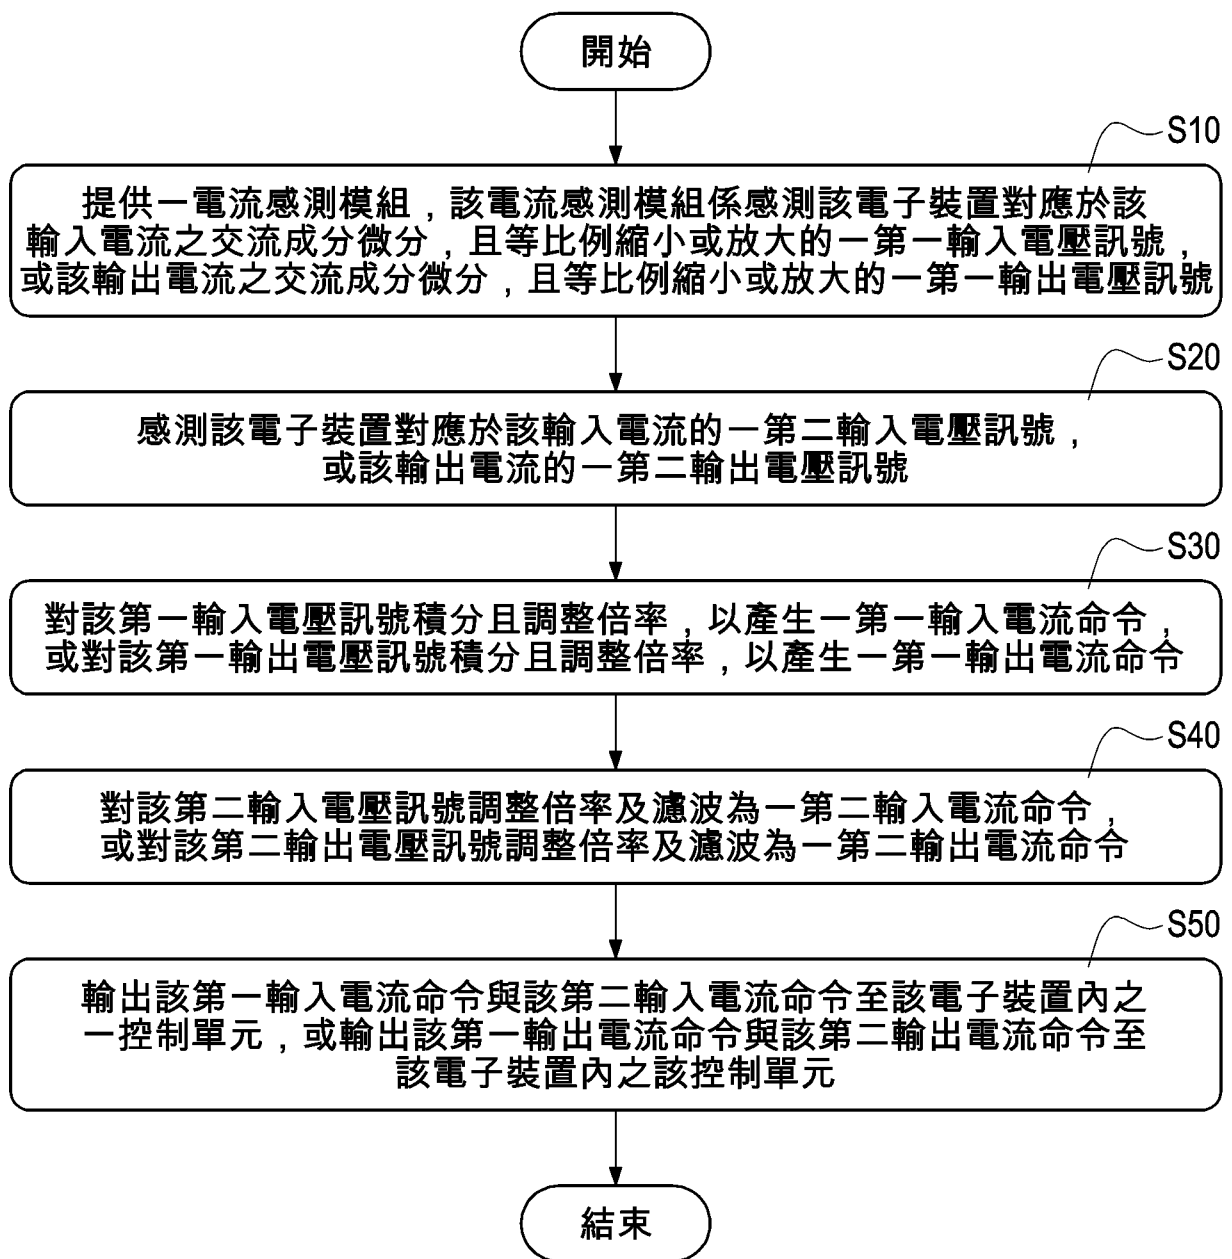 開始
S10
提供一電流感測模組，該電流感測模組係感測該電子裝置對應於該
輸入電流之交流成分微分，且等比例縮小或放大的一第一輸入電壓訊號，
或該輸出電流之交流成分微分，且等比例縮小或放大的一第一輸出電壓訊號
S20
感測該電子裝置對應於該輸入電流的一第二輸入電壓訊號，
或該輸出電流的一第二輸出電壓訊號
S30
對該第一輸入電壓訊號積分且調整倍率，以產生一第一輸入電流命令，
或對該第一輸出電壓訊號積分且調整倍率，以產生一第一輸出電流命令
S40
對該第二輸入電壓訊號調整倍率及濾波為一第二輸入電流命令，
或對該第二輸出電壓訊號調整倍率及濾波為一第二輸出電流命令
S50
輸出該第一輸入電流命令與該第二輸入電流命令至該電子裝置內之
一控制單元，或輸出該第一輸出電流命令與該第二輸出電流命令至
該電子裝置內之該控制單元
結束